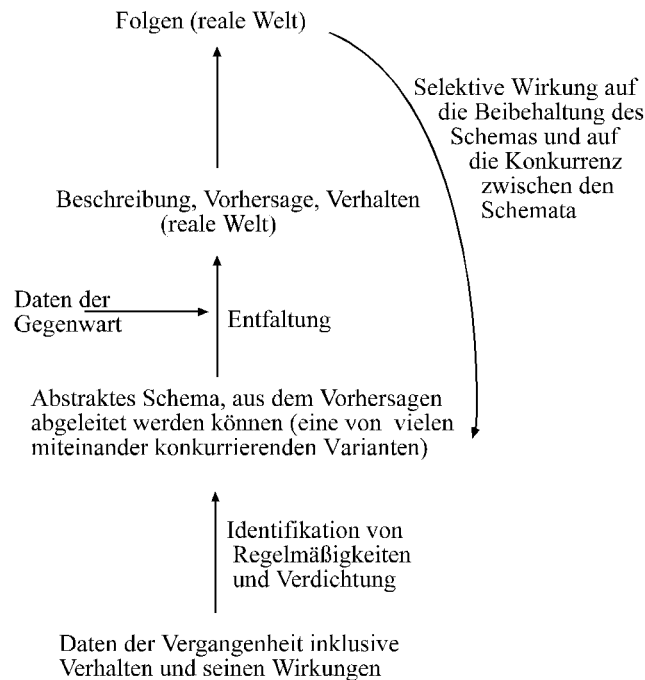 Folgen (reale Welt)
Selektive Wirkung auf
die Beibehaltung des
Schemas und auf
die Konkurrenz
zwischen den
Schemata
Beschreibung, Vorhersage, Verhalten
(reale Welt)
Daten der
Gegenwart
Entfaltung
Abstraktes Schema, aus dem Vorhersagen
abgeleitet werden können (eine von vielen
miteinander konkurrierenden Varianten)
Identifikation von
Regelmäßigkeiten
und Verdichtung
Daten der Vergangenheit inklusive
Verhalten und seinen Wirkungen